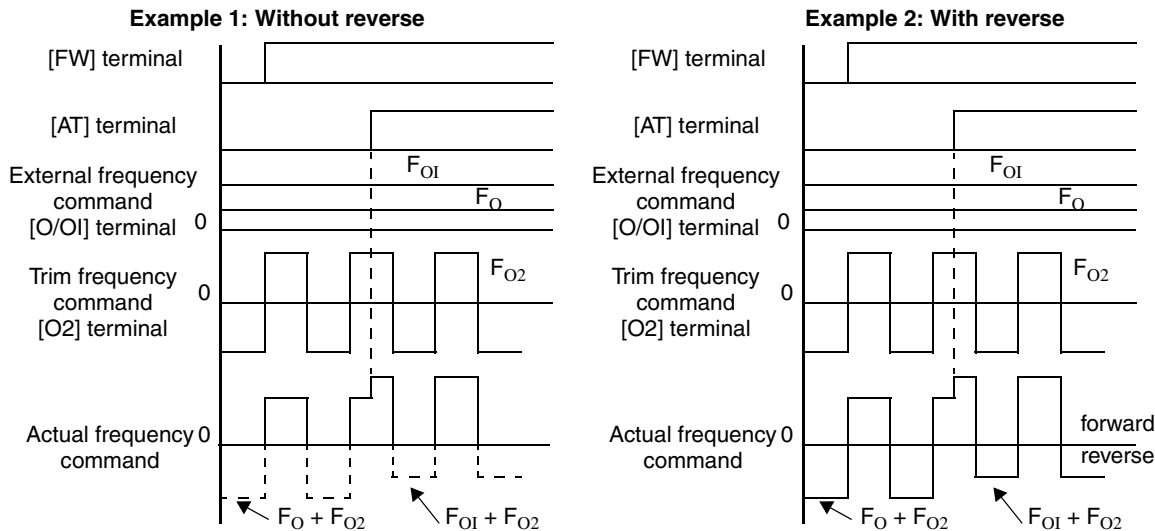 Example 1: Without reverse
[FW] terminal
[AT] terminal
External frequency
command
[O/OI] terminal
0
F_OI
F_O
Trim frequency
command
[O2] terminal
0
F_O2
Actual frequency
command
0
F_O + F_O2
F_OI + F_O2
Example 2: With reverse
[FW] terminal
[AT] terminal
External frequency
command
[O/OI] terminal
0
F_OI
F_O
Trim frequency
command
[O2] terminal
0
F_O2
Actual frequency
command
0
forward
reverse
F_O + F_O2
F_OI + F_O2